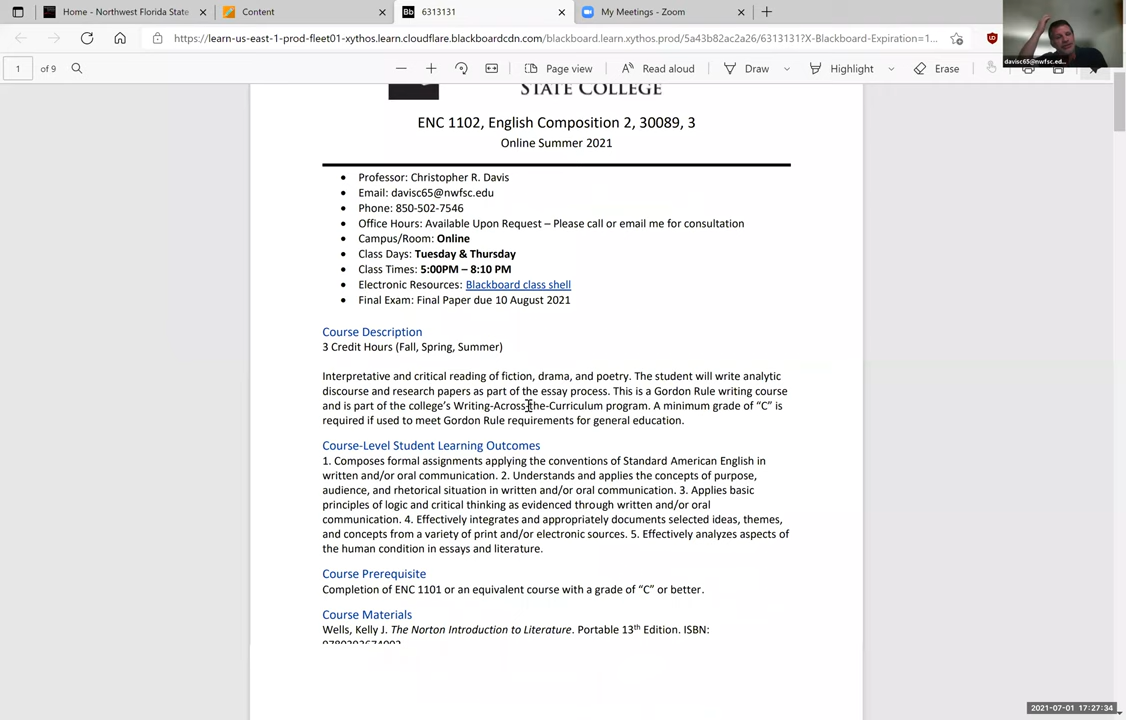 Home - Northwest Florida State
Content
Bb
6313131
My Meetings - Zoom
https://learn-us-east-1-prod-fleet01-xythos.learn.cloudflare.blackboardcdn.com/blackboard.learn.xythos.prod/5a43b82ac2a26/6313131?X-Blackboard-Expiration=1...
davisc65@nwfsc.ed...
1 of 9
Page view
Read aloud
Draw
Highlight
Erase
STATE COLLEGE
ENC 1102, English Composition 2, 30089, 3
Online Summer 2021
• Professor: Christopher R. Davis
• Email: davisc65@nwfsc.edu
• Phone: 850-502-7546
• Office Hours: Available Upon Request – Please call or email me for consultation
• Campus/Room: Online
• Class Days: Tuesday & Thursday
• Class Times: 5:00PM – 8:10 PM
• Electronic Resources: Blackboard class shell
• Final Exam: Final Paper due 10 August 2021
Course Description
3 Credit Hours (Fall, Spring, Summer)
Interpretative and critical reading of fiction, drama, and poetry. The student will write analytic
discourse and research papers as part of the essay process. This is a Gordon Rule writing course
and is part of the college's Writing-Across-the-Curriculum program. A minimum grade of "C" is
required if used to meet Gordon Rule requirements for general education.
Course-Level Student Learning Outcomes
1. Composes formal assignments applying the conventions of Standard American English in
written and/or oral communication. 2. Understands and applies the concepts of purpose,
audience, and rhetorical situation in written and/or oral communication. 3. Applies basic
principles of logic and critical thinking as evidenced through written and/or oral
communication. 4. Effectively integrates and appropriately documents selected ideas, themes,
and concepts from a variety of print and/or electronic sources. 5. Effectively analyzes aspects of
the human condition in essays and literature.
Course Prerequisite
Completion of ENC 1101 or an equivalent course with a grade of "C" or better.
Course Materials
Wells, Kelly J. The Norton Introduction to Literature. Portable 13th Edition. ISBN:
2021-07-01 17:27:34